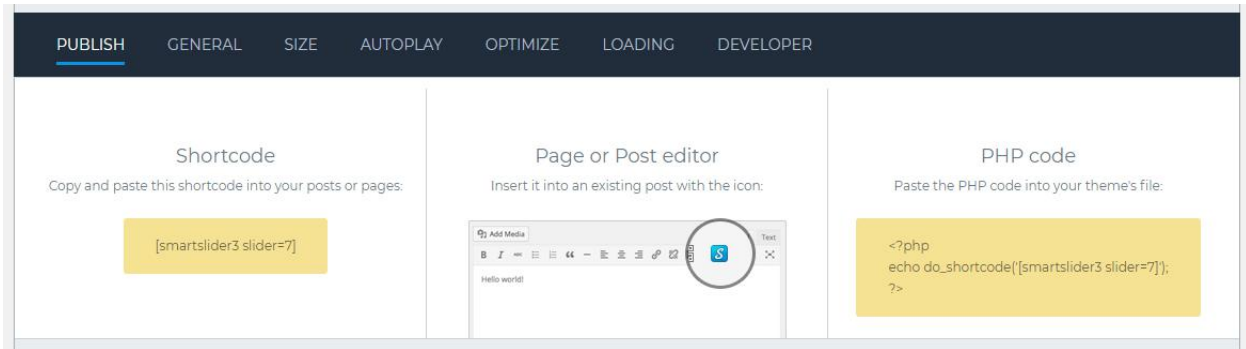 PUBLISH GENERAL SIZE AUTOPLAY OPTIMIZE LOADING DEVELOPER
Shortcode
Copy and paste this shortcode into your posts or pages:
[smartslider3 slider=7]
Page or Post editor
Insert it into an existing post with the icon:
Add Media
Text
B I
S
Hello world!
PHP code
Paste the PHP code into your theme's file:
<?php
echo do_shortcode('[smartslider3 slider=7]');
?>